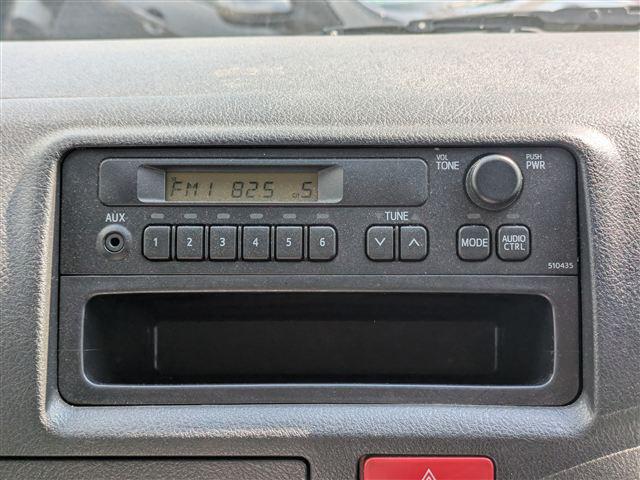 VOL
TONE
PUSH
PWR
FM1 82.5 CH 5
AUX
TUNE
1 2 3 4 5 6
MODE
AUDIO
CTRL
510435